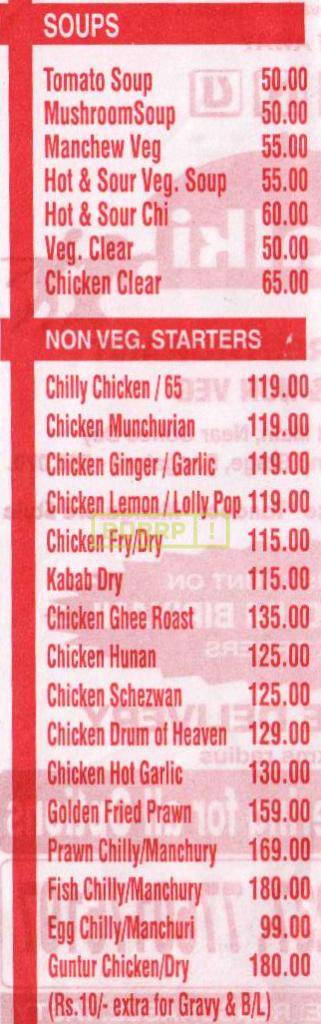 SOUPS
Tomato Soup 50.00
MushroomSoup 50.00
Manchew Veg 55.00
Hot & Sour Veg. Soup 55.00
Hot & Sour Chi 60.00
Veg. Clear 50.00
Chicken Clear 65.00
NON VEG. STARTERS
Chilly Chicken / 65 119.00
Chicken Munchurian 119.00
Chicken Ginger / Garlic 119.00
Chicken Lemon / Lolly Pop 119.00
BURRP !
Chicken Fry/Dry 115.00
Kabab Dry 115.00
Chicken Ghee Roast 135.00
Chicken Hunan 125.00
Chicken Schezwan 125.00
Chicken Drum of Heaven 129.00
Chicken Hot Garlic 130.00
Golden Fried Prawn 159.00
Prawn Chilly/Manchury 169.00
Fish Chilly/Manchury 180.00
Egg Chilly/Manchuri 99.00
Guntur Chicken/Dry 180.00
(Rs.10/- extra for Gravy & B/L)